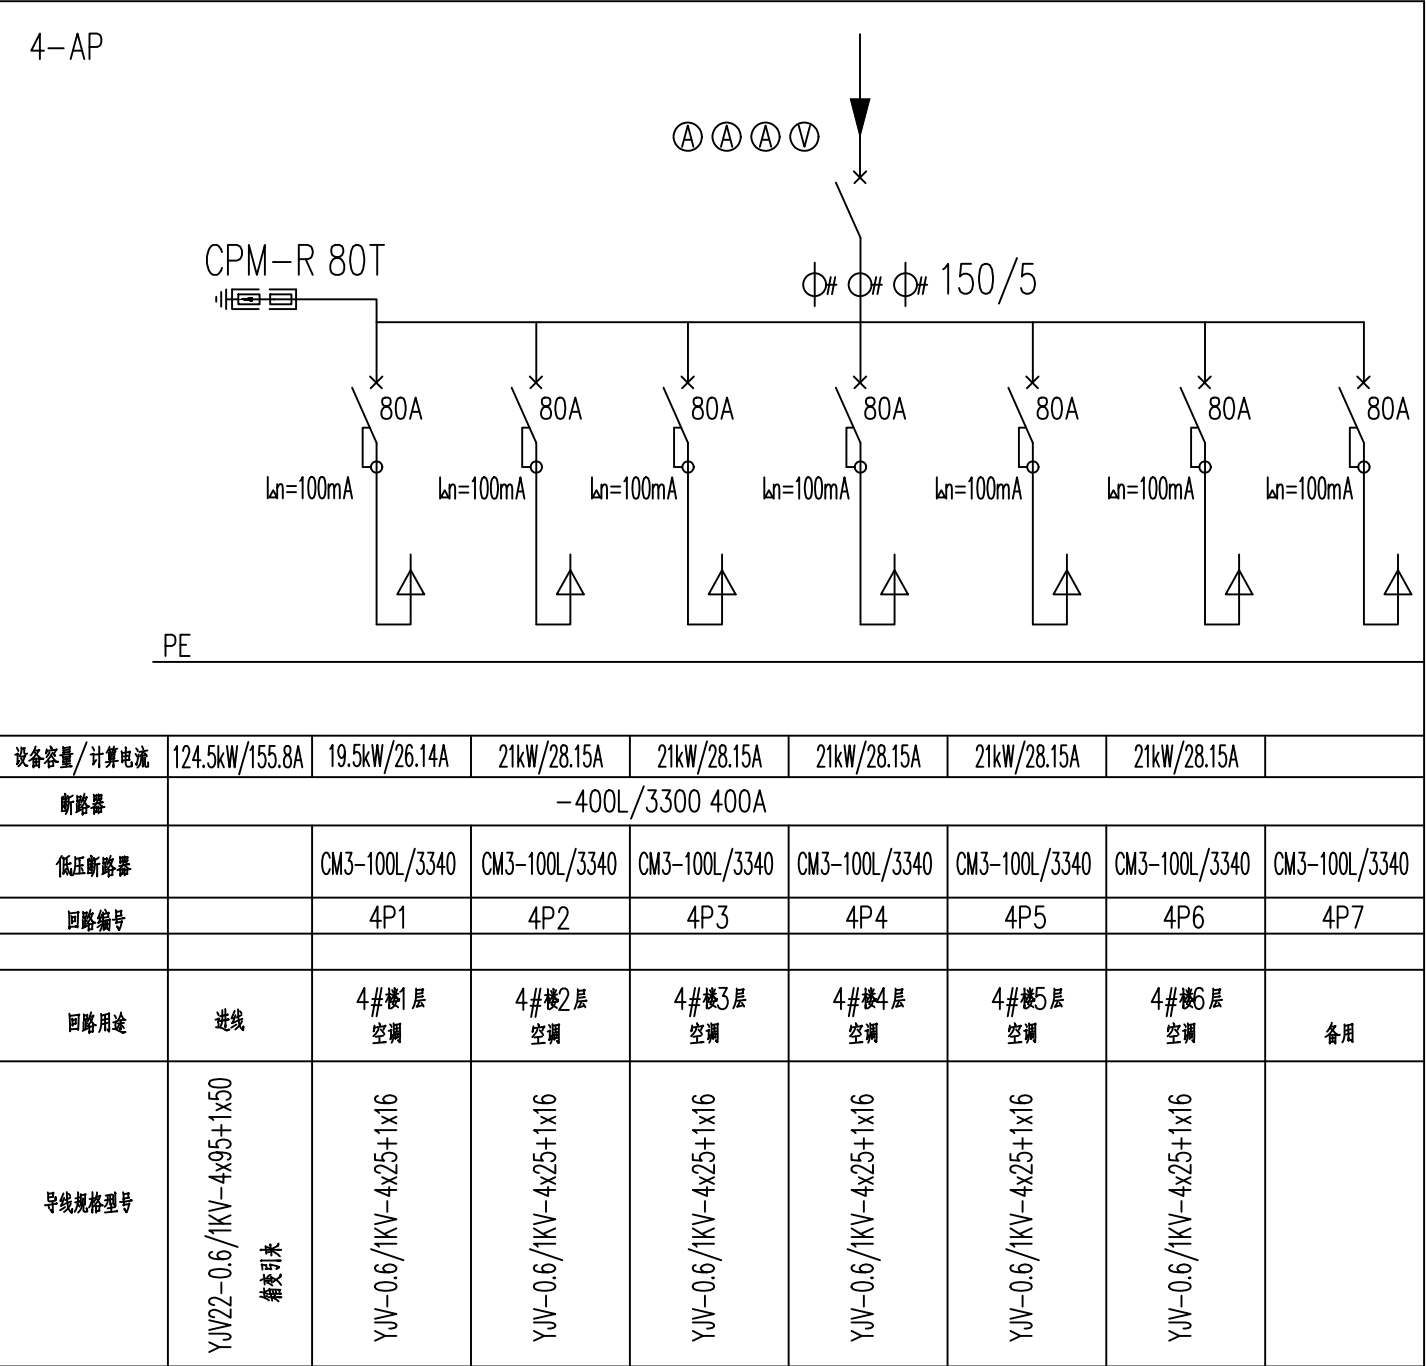 4-AP
A A A V
CPM-R 80T
150/5
80A 80A 80A 80A 80A 80A 80A
I△n=100mA I△n=100mA I△n=100mA I△n=100mA I△n=100mA I△n=100mA I△n=100mA
PE
设备容量/计算电流 124.5kW/155.8A 19.5kW/26.14A 21kW/28.15A 21kW/28.15A 21kW/28.15A 21kW/28.15A 21kW/28.15A
断路器 -400L/3300 400A
低压断路器 CM3-100L/3340 CM3-100L/3340 CM3-100L/3340 CM3-100L/3340 CM3-100L/3340 CM3-100L/3340 CM3-100L/3340
回路编号 4P1 4P2 4P3 4P4 4P5 4P6 4P7
回路用途 进线 4#楼1层 4#楼2层 4#楼3层 4#楼4层 4#楼5层 4#楼6层 备用
空调 空调 空调 空调 空调 空调
导线规格型号
YJV22-0.6/1KV-4x95+1x50
箱变引来
YJV-0.6/1KV-4x25+1x16
YJV-0.6/1KV-4x25+1x16
YJV-0.6/1KV-4x25+1x16
YJV-0.6/1KV-4x25+1x16
YJV-0.6/1KV-4x25+1x16
YJV-0.6/1KV-4x25+1x16